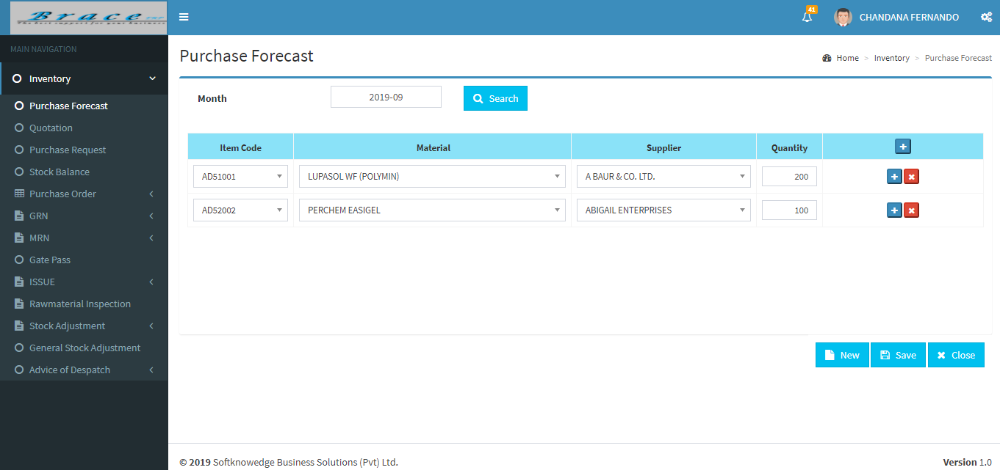 Brace
The best support for your business
41
CHANDANA FERNANDO
MAIN NAVIGATION
Inventory
Purchase Forecast
Quotation
Purchase Request
Stock Balance
Purchase Order
GRN
MRN
Gate Pass
ISSUE
Rawmaterial Inspection
Stock Adjustment
General Stock Adjustment
Advice of Despatch
Purchase Forecast
Home > Inventory > Purchase Forecast
Month 2019-09 Search
Item Code Material Supplier Quantity
AD51001 LUPASOL WF (POLYMIN) A BAUR & CO. LTD. 200
AD52002 PERCHEM EASIGEL ABIGAIL ENTERPRISES 100
New Save Close
© 2019 Softknowedge Business Solutions (Pvt) Ltd.
Version 1.0